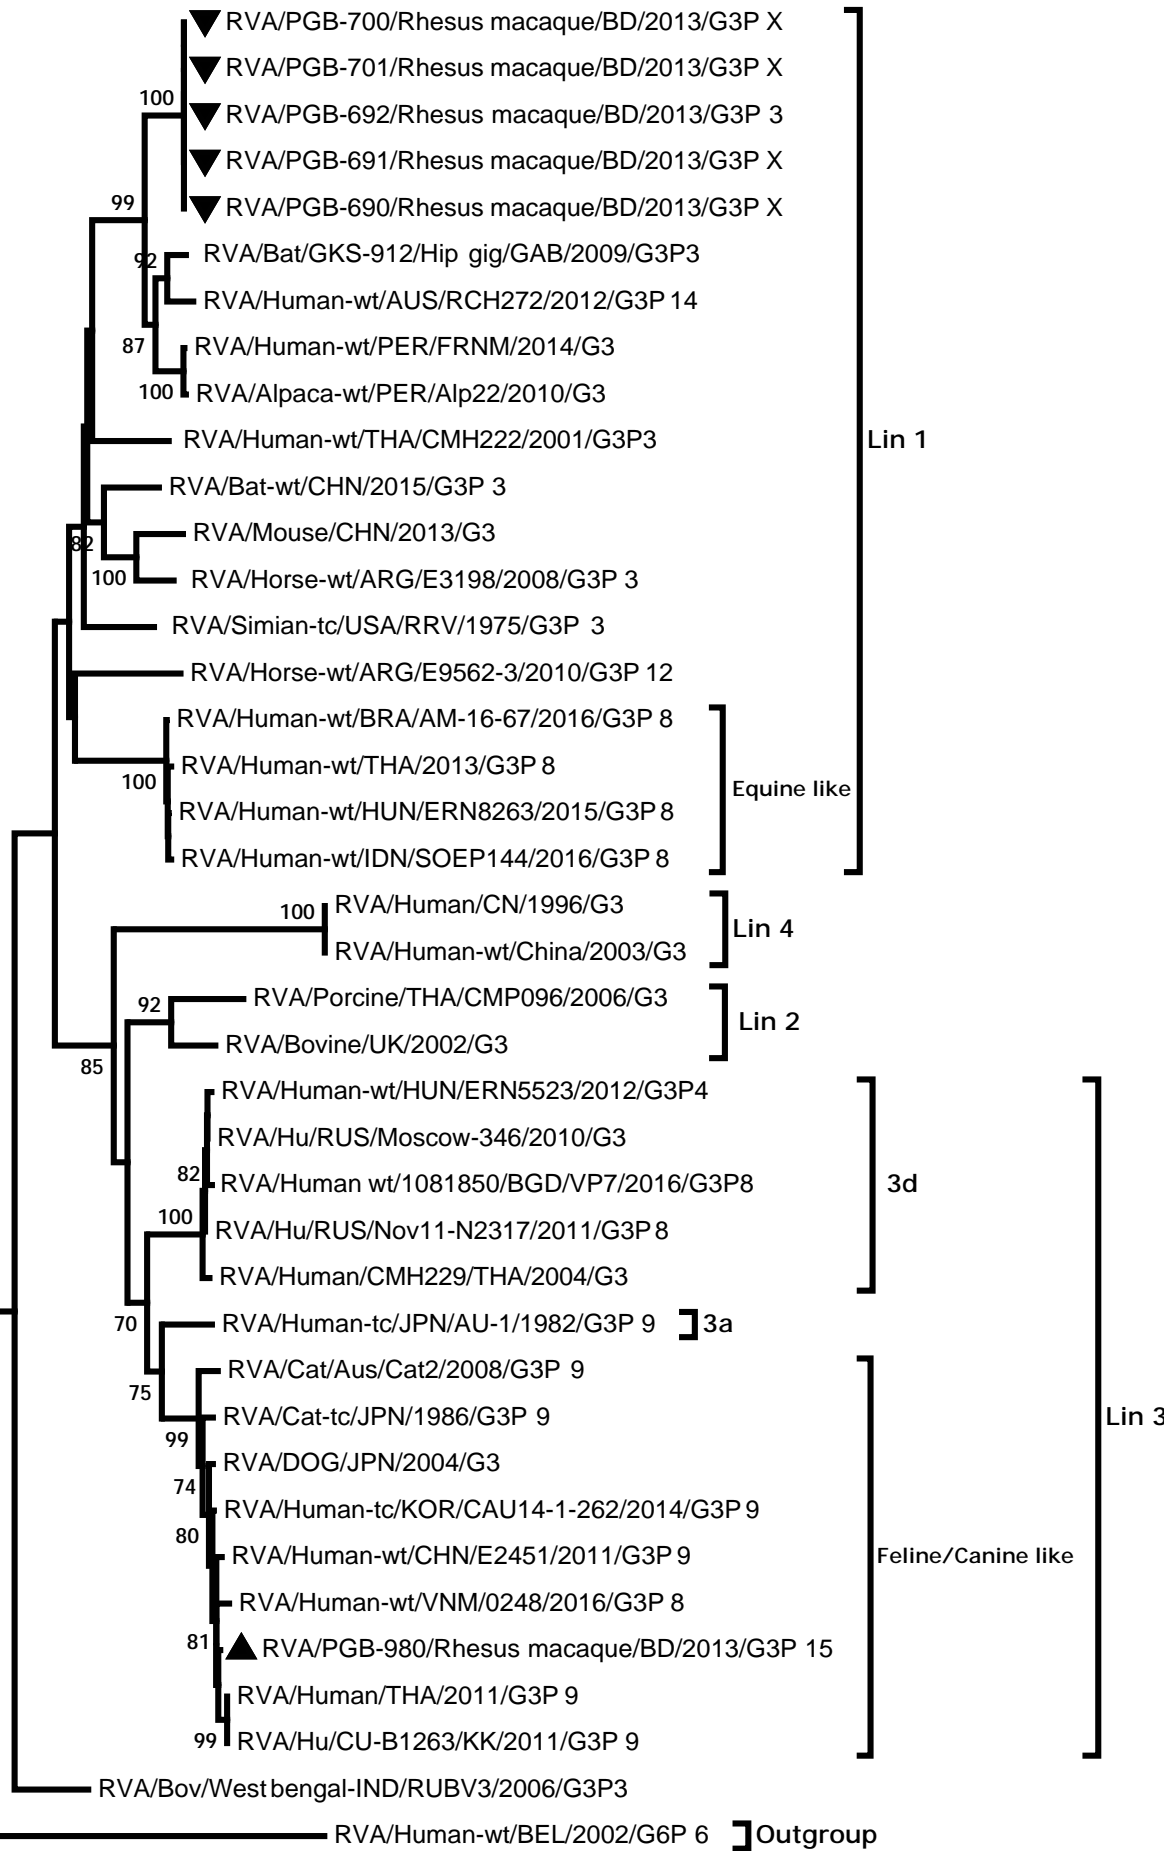 RVA/PGB-700/Rhesus macaque/BD/2013/G3P X
RVA/PGB-701/Rhesus macaque/BD/2013/G3P X
100
RVA/PGB-692/Rhesus macaque/BD/2013/G3P 3
RVA/PGB-691/Rhesus macaque/BD/2013/G3P X
99
RVA/PGB-690/Rhesus macaque/BD/2013/G3P X
92
RVA/Bat/GKS-912/Hip gig/GAB/2009/G3P3
RVA/Human-wt/AUS/RCH272/2012/G3P 14
87
RVA/Human-wt/PER/FRNM/2014/G3
100
RVA/Alpaca-wt/PER/Alp22/2010/G3
RVA/Human-wt/THA/CMH222/2001/G3P3
Lin 1
RVA/Bat-wt/CHN/2015/G3P 3
82
RVA/Mouse/CHN/2013/G3
100
RVA/Horse-wt/ARG/E3198/2008/G3P 3
RVA/Simian-tc/USA/RRV/1975/G3P 3
RVA/Horse-wt/ARG/E9562-3/2010/G3P 12
RVA/Human-wt/BRA/AM-16-67/2016/G3P 8
100
RVA/Human-wt/THA/2013/G3P 8
Equine like
RVA/Human-wt/HUN/ERN8263/2015/G3P 8
RVA/Human-wt/IDN/SOEP144/2016/G3P 8
100
RVA/Human/CN/1996/G3
Lin 4
RVA/Human-wt/China/2003/G3
92
RVA/Porcine/THA/CMP096/2006/G3
Lin 2
RVA/Bovine/UK/2002/G3
85
RVA/Human-wt/HUN/ERN5523/2012/G3P4
RVA/Hu/RUS/Moscow-346/2010/G3
82
RVA/Human wt/1081850/BGD/VP7/2016/G3P8
3d
100
RVA/Hu/RUS/Nov11-N2317/2011/G3P 8
RVA/Human/CMH229/THA/2004/G3
70
RVA/Human-tc/JPN/AU-1/1982/G3P 9
3a
RVA/Cat/Aus/Cat2/2008/G3P 9
75
RVA/Cat-tc/JPN/1986/G3P 9
Lin 3
99
RVA/DOG/JPN/2004/G3
74
RVA/Human-tc/KOR/CAU14-1-262/2014/G3P 9
80
RVA/Human-wt/CHN/E2451/2011/G3P 9
Feline/Canine like
RVA/Human-wt/VNM/0248/2016/G3P 8
81
RVA/PGB-980/Rhesus macaque/BD/2013/G3P 15
RVA/Human/THA/2011/G3P 9
99
RVA/Hu/CU-B1263/KK/2011/G3P 9
RVA/Bov/West bengal-IND/RUBV3/2006/G3P3
RVA/Human-wt/BEL/2002/G6P 6
Outgroup